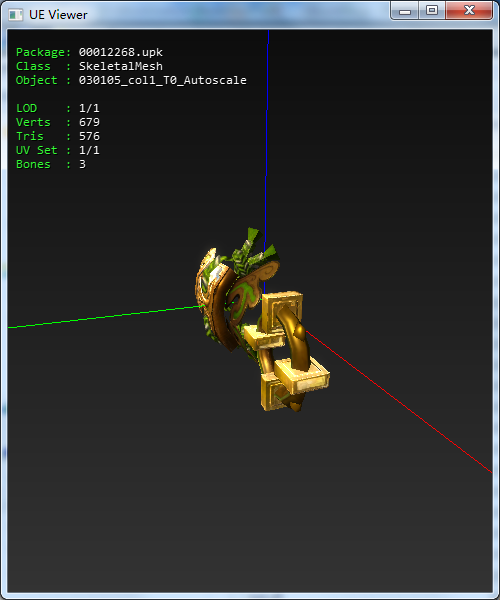 UE Viewer
Package: 00012268.upk
Class : SkeletalMesh
Object : 030105_col1_T0_Autoscale
LOD : 1/1
Verts : 679
Tris : 576
UV Set : 1/1
Bones : 3